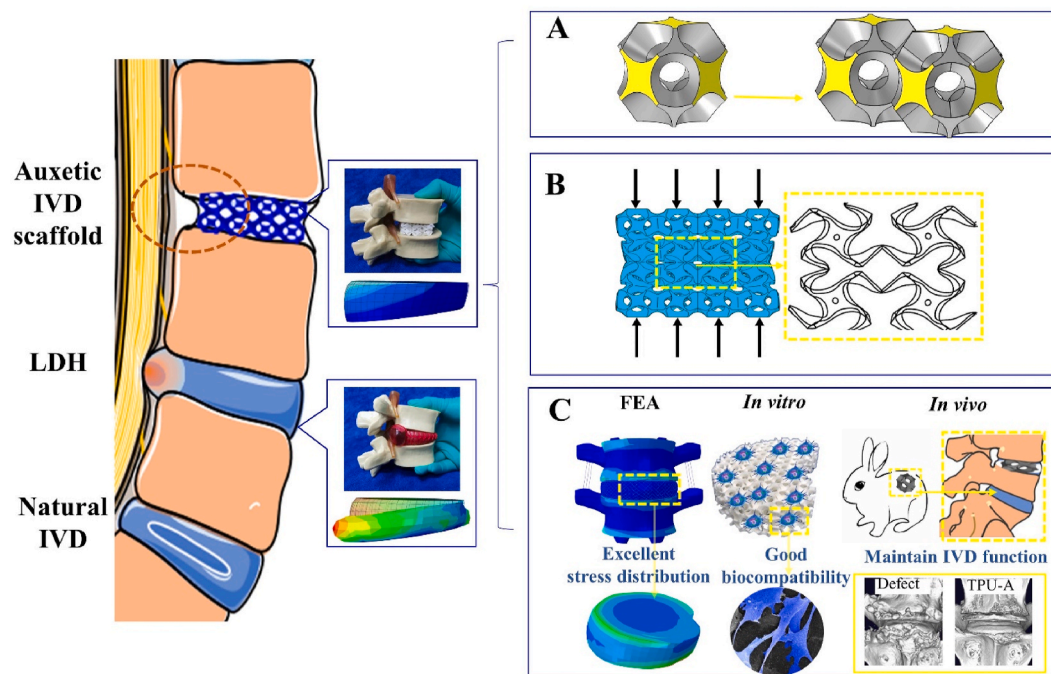 Auxetic
IVD
scaffold
LDH
Natural
IVD
A
B
C
FEA
In vitro
In vivo
Excellent
stress distribution
Good
biocompatibility
Maintain IVD function
Defect
TPU-A